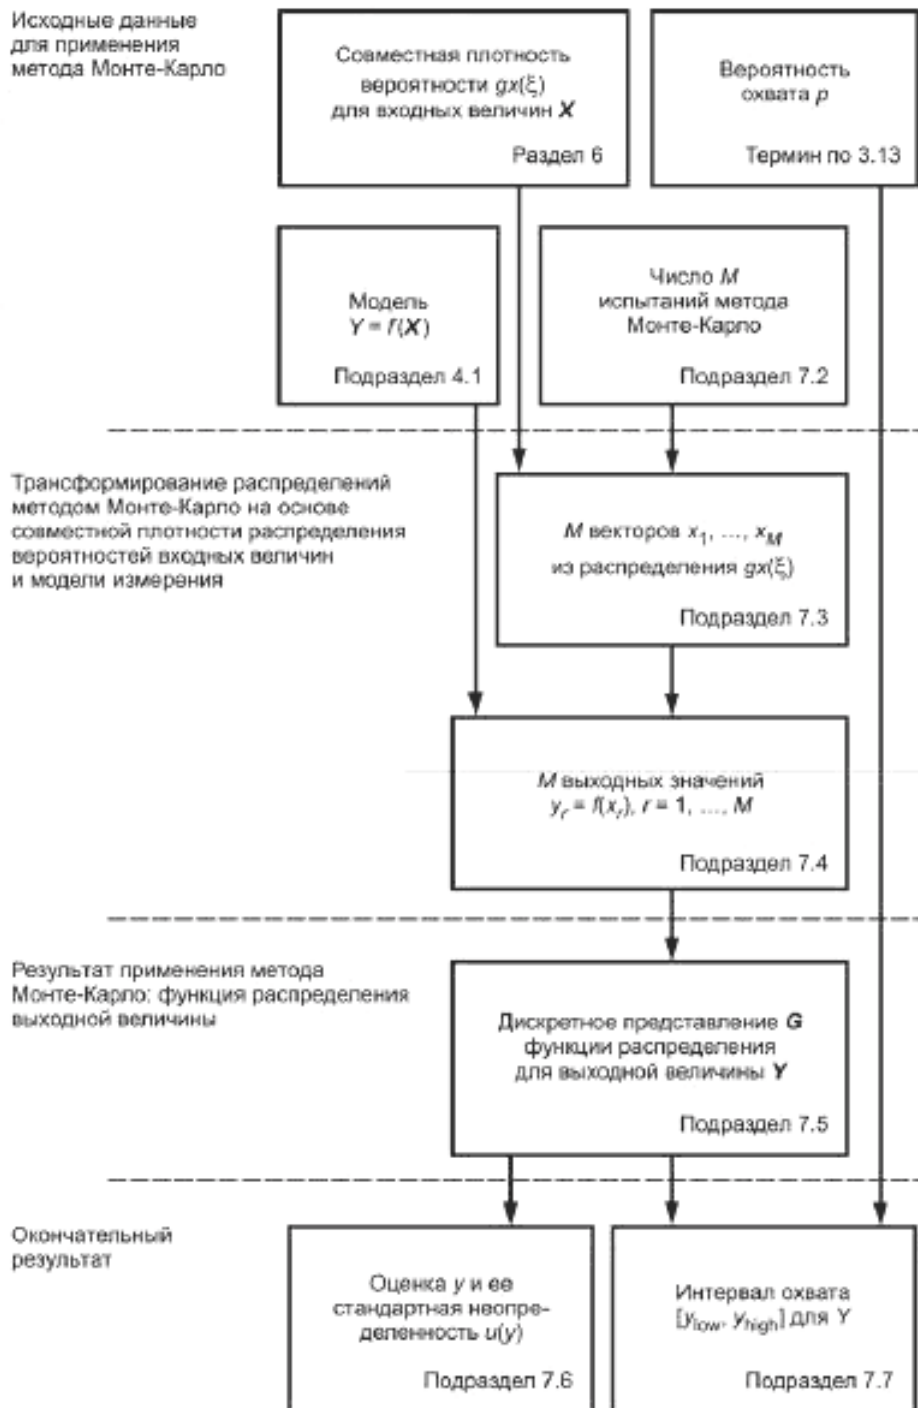 Исходные данные
для применения
метода Монте-Карло
Совместная плотность
вероятности gx(ξ)
для входных величин X
Раздел 6
Вероятность
охвата p
Термин по 3.13
Модель
Y = f(X)
Подраздел 4.1
Число M
испытаний метода
Монте-Карло
Подраздел 7.2
Трансформирование распределений
методом Монте-Карло на основе
совместной плотности распределения
вероятностей входных величин
и модели измерения
M векторов x1, ..., xM
из распределения gx(ξ)
Подраздел 7.3
M выходных значений
yr = f(xr), r = 1, ..., M
Подраздел 7.4
Результат применения метода
Монте-Карло: функция распределения
выходной величины
Дискретное представление G
функции распределения
для выходной величины Y
Подраздел 7.5
Окончательный
результат
Оценка y и ее
стандартная неопре-
деленность u(y)
Подраздел 7.6
Интервал охвата
[ylow, yhigh] для Y
Подраздел 7.7